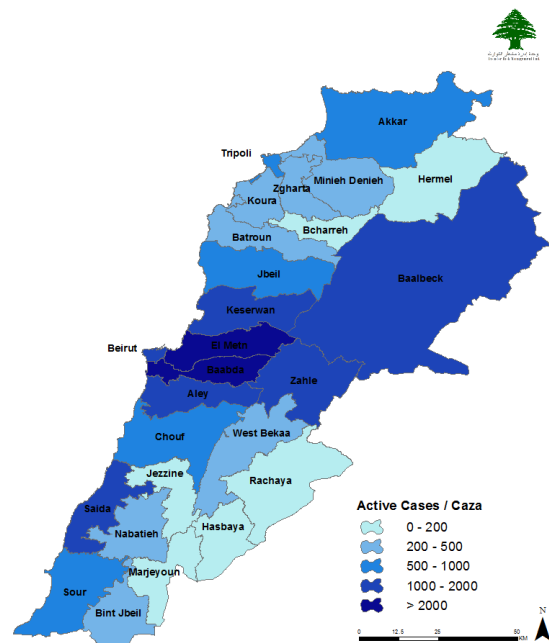 Akkar
Tripoli
Hermel
Minieh Denieh
Zgharta
Koura
Bcharreh
Batroun
Jbeil
Baalbeck
Keserwan
El Metn
Beirut
Baabda
Zahle
Aley
Chouf
West Bekaa
Jezzine
Rachaya
Saida
Hasbaya
Nabatieh
Marjeyoun
Sour
Bint Jbeil
Active Cases / Caza
0 - 200
200 - 500
500 - 1000
1000 - 2000
> 2000
N
0 12.5 25 50
KM